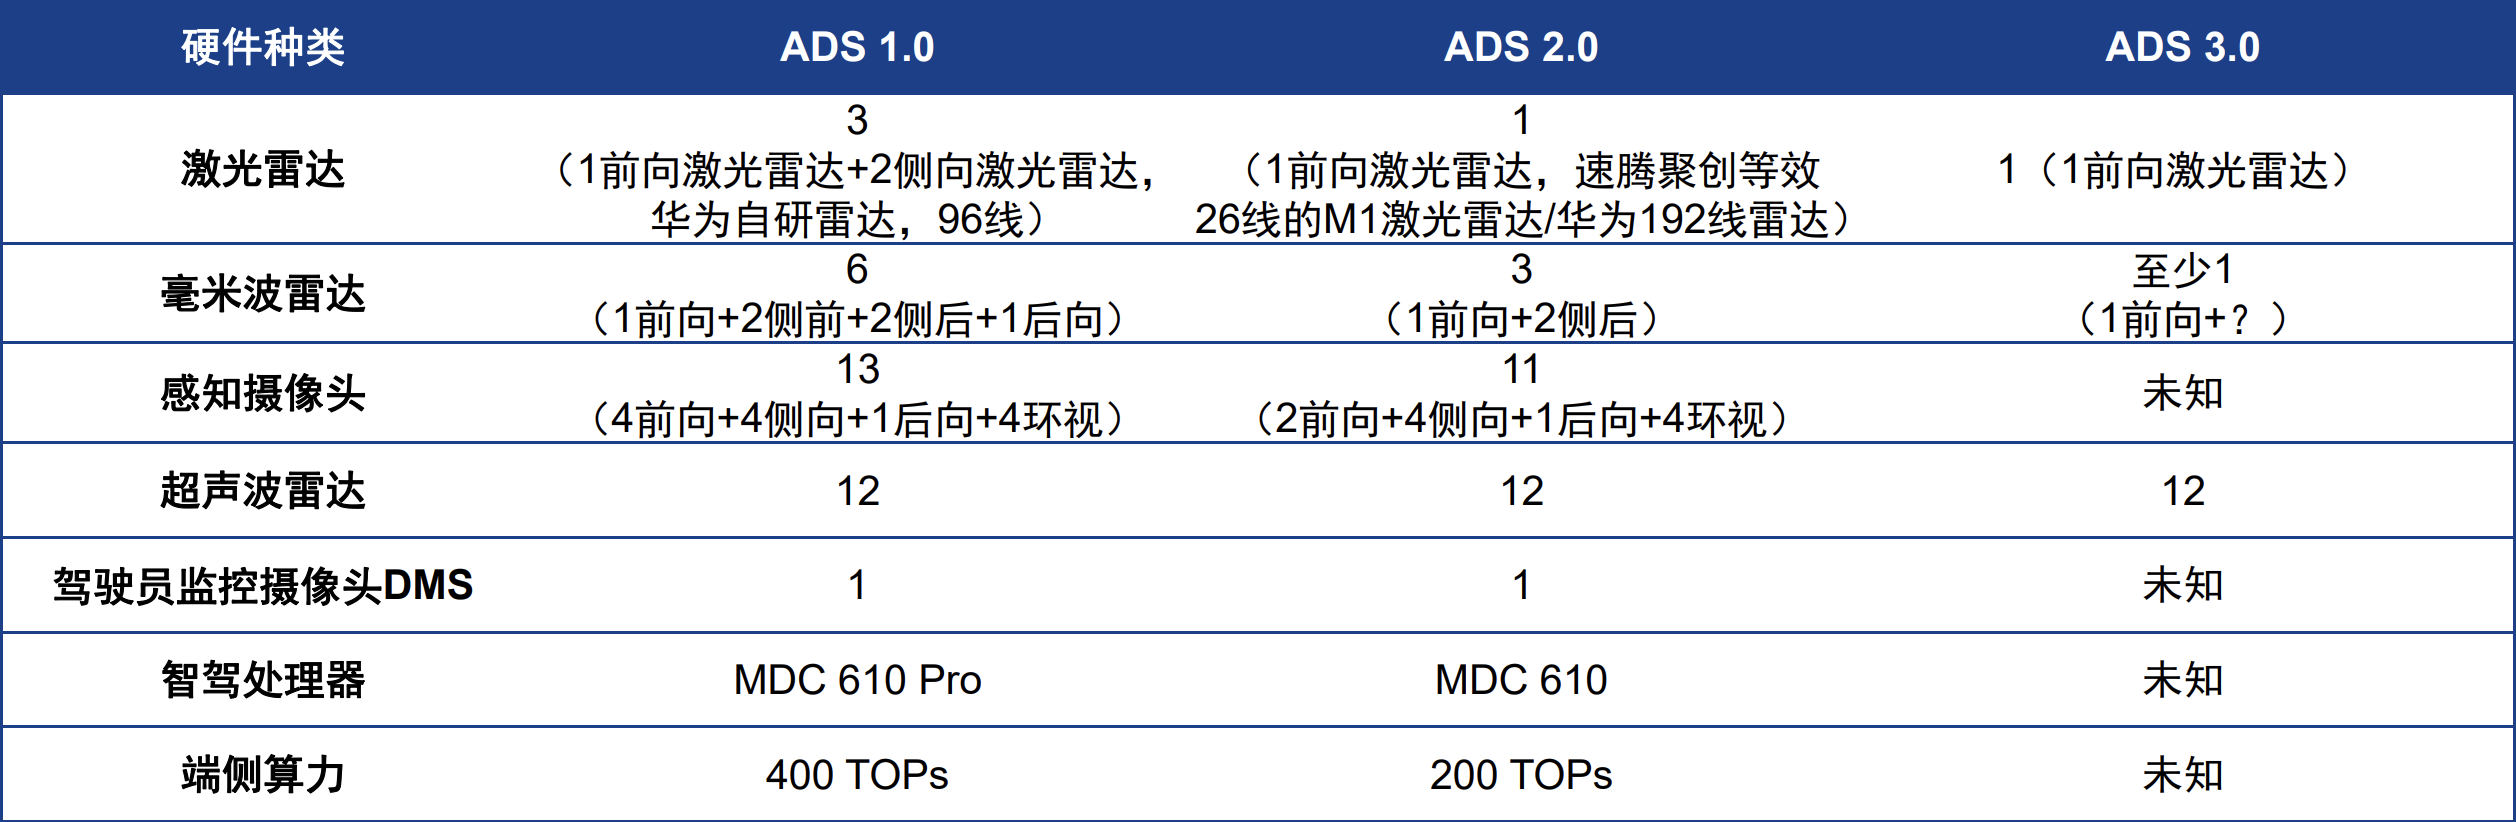 硬件种类 ADS 1.0 ADS 2.0 ADS 3.0
激光雷达
3
（1前向激光雷达+2侧向激光雷达，
华为自研雷达，96线）
1
（1前向激光雷达，速腾聚创等效
26线的M1激光雷达/华为192线雷达）
1（1前向激光雷达）
毫米波雷达
6
（1前向+2侧前+2侧后+1后向）
3
（1前向+2侧后）
至少1
（1前向+？）
感知摄像头
13
（4前向+4侧向+1后向+4环视）
11
（2前向+4侧向+1后向+4环视）
未知
超声波雷达 12 12 12
驾驶员监控摄像头DMS 1 1 未知
智驾处理器 MDC 610 Pro MDC 610 未知
端侧算力 400 TOPs 200 TOPs 未知